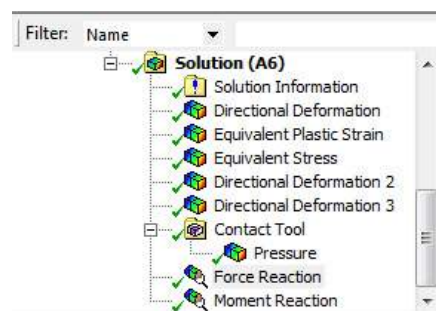 Filter: Name
Solution (A6)
Solution Information
Directional Deformation
Equivalent Plastic Strain
Equivalent Stress
Directional Deformation 2
Directional Deformation 3
Contact Tool
Pressure
Force Reaction
Moment Reaction